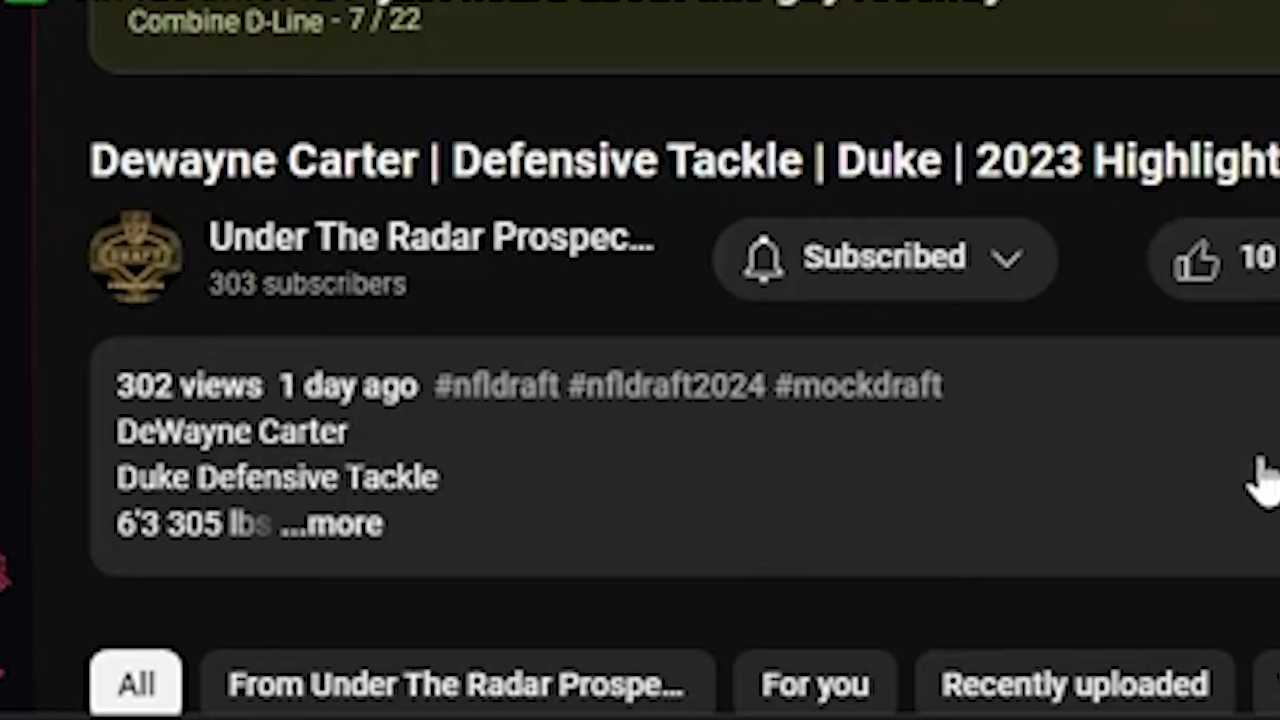 Combine D-Line - 7 / 22
Dewayne Carter | Defensive Tackle | Duke | 2023 Highlight
DRAFT
Under The Radar Prospec...
303 subscribers
Subscribed
10
302 views 1 day ago #nfldraft #nfldraft2024 #mockdraft
DeWayne Carter
Duke Defensive Tackle
6'3 305 lbs ...more
All
From Under The Radar Prospe...
For you
Recently uploaded